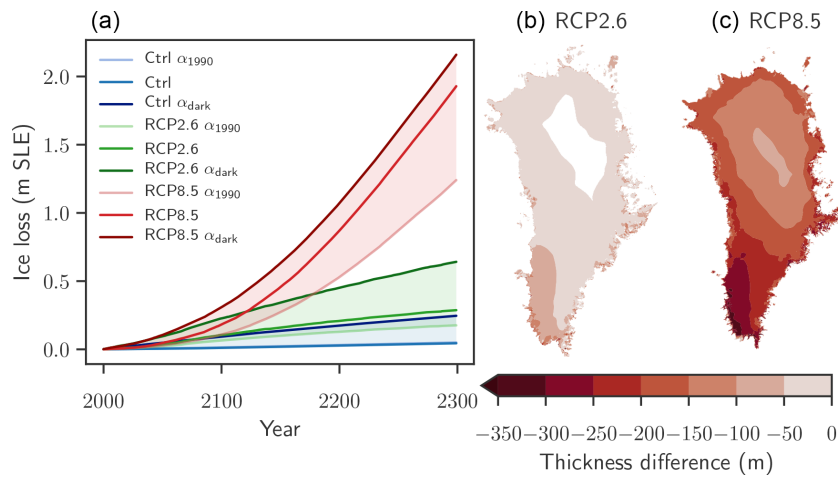 (a)
(b) RCP2.6
(c) RCP8.5
Ice loss (m SLE)
2.0
1.5
1.0
0.5
0.0
Ctrl α1990
Ctrl
Ctrl αdark
RCP2.6 α1990
RCP2.6
RCP2.6 αdark
RCP8.5 α1990
RCP8.5
RCP8.5 αdark
2000 2100 2200 2300
Year
−350 −300 −250 −200 −150 −100 −50 0
Thickness difference (m)